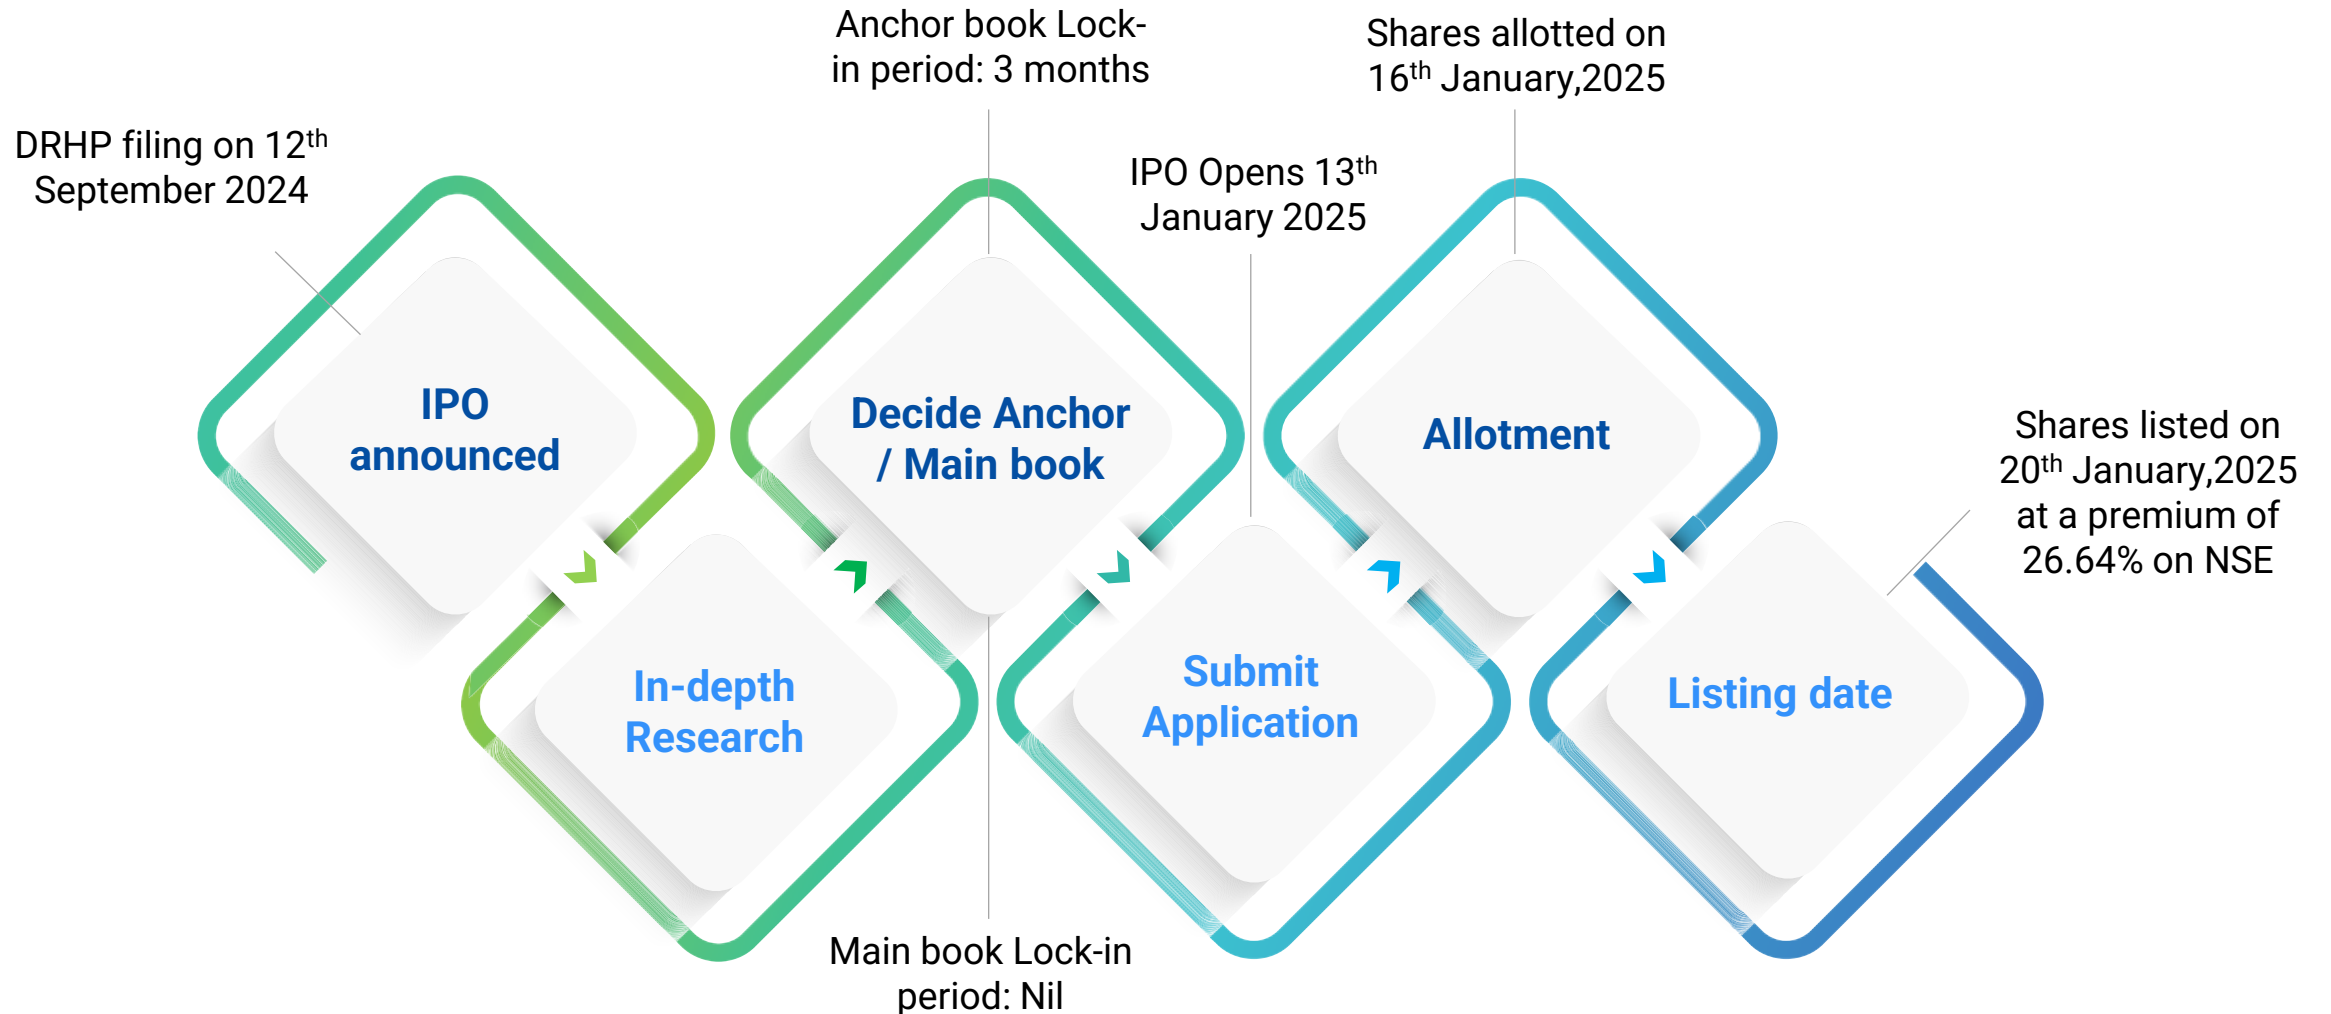 DRHP filing on 12th
September 2024
IPO
announced
In-depth
Research
Anchor book Lock-
in period: 3 months
Decide Anchor
/ Main book
Main book Lock-in
period: Nil
IPO Opens 13th
January 2025
Submit
Application
Shares allotted on
16th January,2025
Allotment
Shares listed on
20th January,2025
at a premium of
26.64% on NSE
Listing date